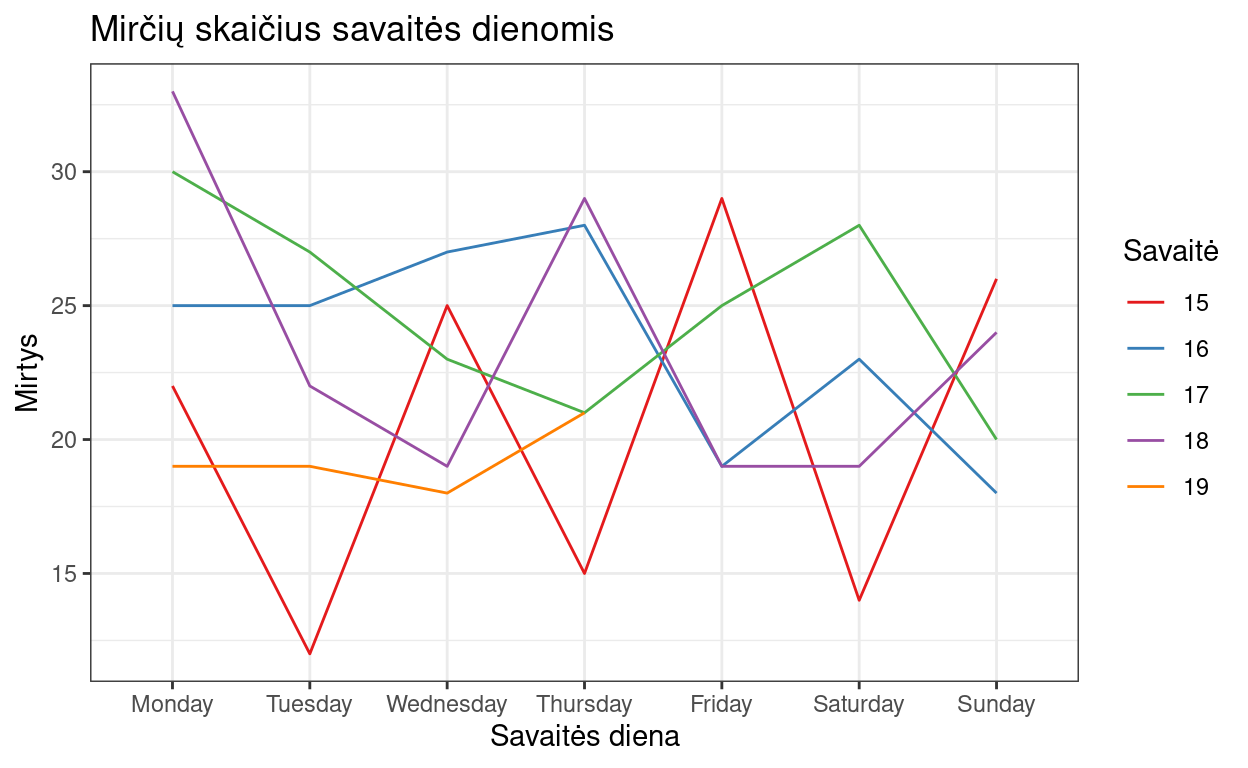 Mirčių skaičius savaitės dienomis
Mirtys
30
25
20
15
Monday Tuesday Wednesday Thursday Friday Saturday Sunday
Savaitės diena
Savaitė
15
16
17
18
19